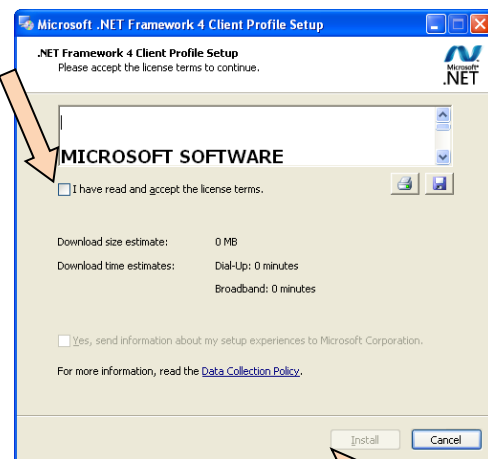 Microsoft .NET Framework 4 Client Profile Setup
.NET Framework 4 Client Profile Setup
Please accept the license terms to continue.
Microsoft®
.NET
MICROSOFT SOFTWARE
I have read and accept the license terms.
Download size estimate: 0 MB
Download time estimates: Dial-Up: 0 minutes
Broadband: 0 minutes
Yes, send information about my setup experiences to Microsoft Corporation.
For more information, read the Data Collection Policy.
Install Cancel